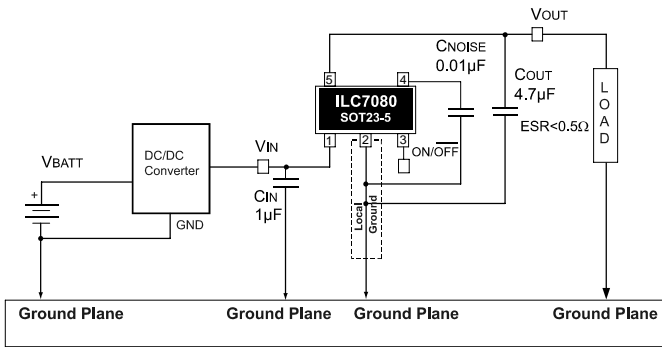 VOUT
CNOISE
0.01µF
COUT
4.7µF
ESR<0.5Ω
LOAD
5
4
ILC7080
SOT23-5
1
2
3
ON/OFF
VIN
DC/DC
Converter
VBATT
+
CIN
1µF
GND
Local
Ground
Ground Plane
Ground Plane
Ground Plane
Ground Plane